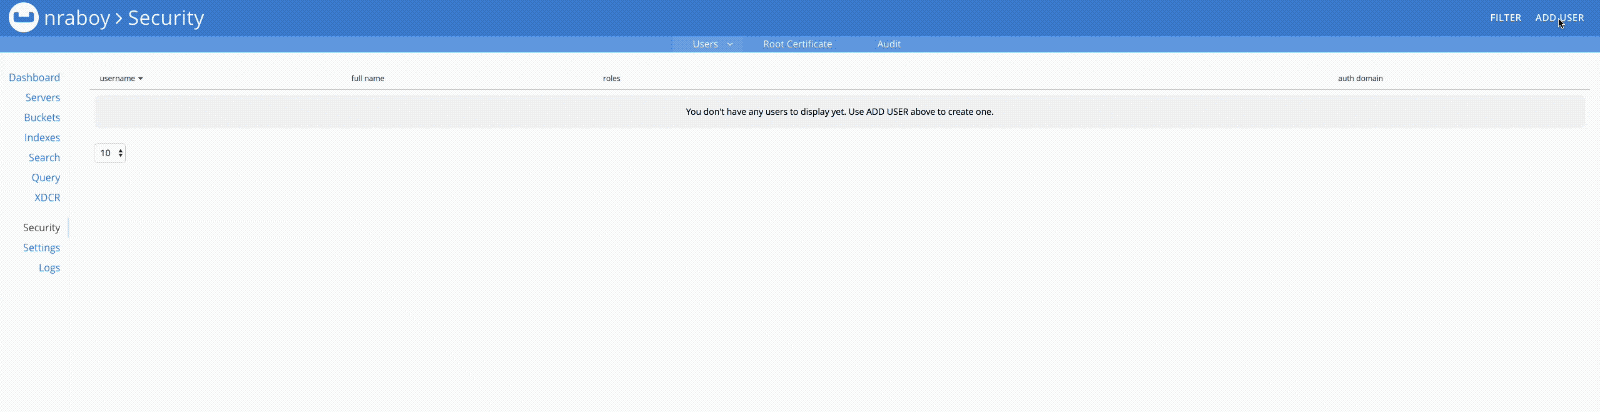 nraboy > Security
FILTER ADD USER
Users Root Certificate Audit
Dashboard
Servers
Buckets
Indexes
Search
Query
XDCR
Security
Settings
Logs
username full name roles auth domain
You don't have any users to display yet. Use ADD USER above to create one.
10